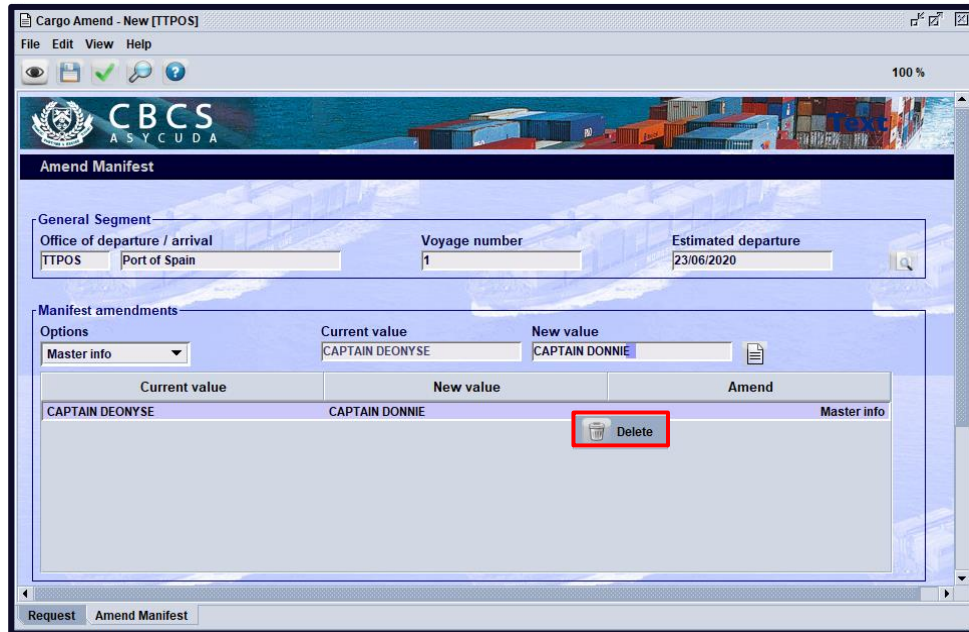 Cargo Amend - New [TTPOS]
File Edit View Help
100 %
CBCS
ASYCUDA
Text
Amend Manifest
General Segment
Office of departure / arrival Voyage number Estimated departure
TTPOS Port of Spain 1 23/06/2020
Manifest amendments
Options Current value New value
Master info CAPTAIN DEONYSE CAPTAIN DONNIE
Current value New value Amend
CAPTAIN DEONYSE CAPTAIN DONNIE Master info
Delete
Request Amend Manifest